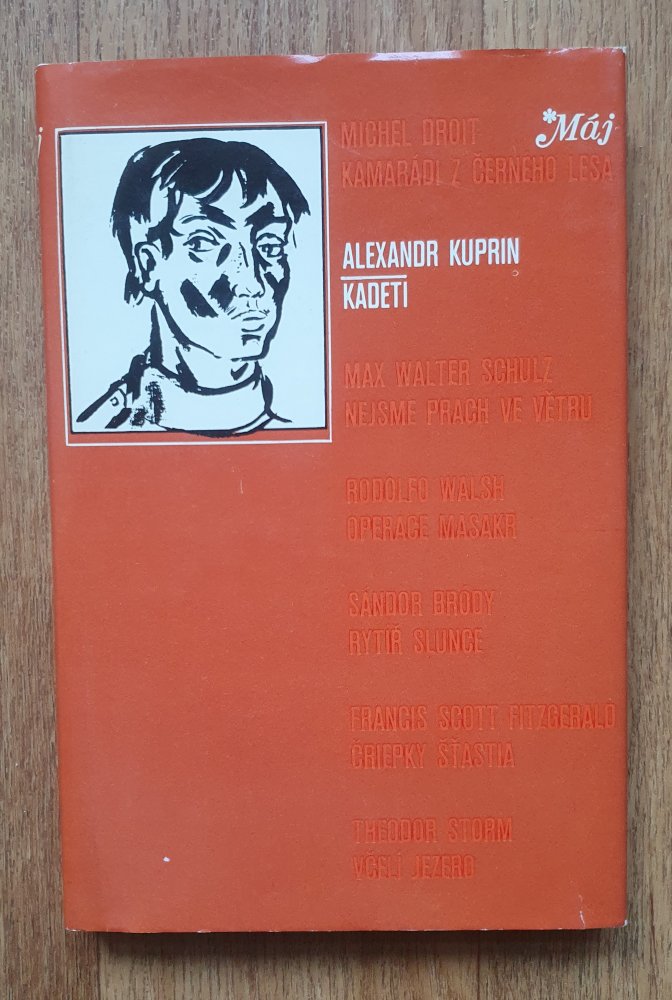 *Máj
MICHEL DROIT
KAMARÁDI Z ČERNÉHO LESA
ALEXANDR KUPRIN
KADETI
MAX WALTER SCHULZ
NEJSME PRACH VE VĚTRU
RODOLFO WALSH
OPERACE MASAKR
SÁNDOR BRÓDY
RYTÍŘ SLUNCE
FRANCIS SCOTT FITZGERALD
ČRIEPKY ŠŤASTIA
THEODOR STORM
VČELÍ JEZERO